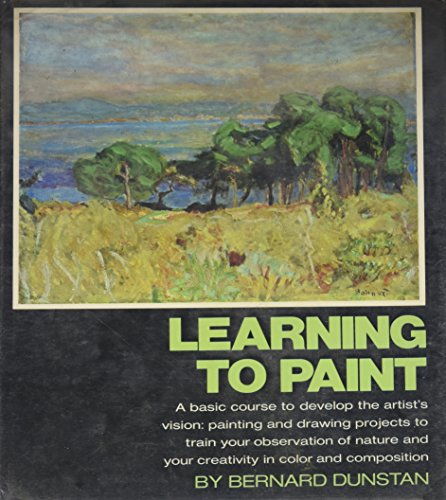 LEARNING
TO PAINT
A basic course to develop the artist's
vision: painting and drawing projects to
train your observation of nature and
your creativity in color and composition
BY BERNARD DUNSTAN